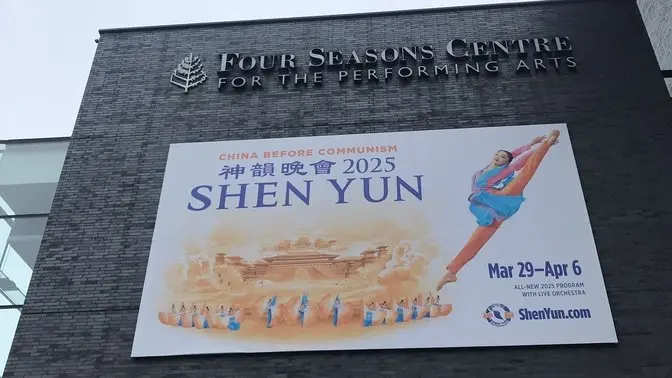 FOUR SEASONS CENTRE
FOR THE PERFORMING ARTS
CHINA BEFORE COMMUNISM
神韻晚會 2025
SHEN YUN
Mar 29–Apr 6
ALL-NEW 2025 PROGRAM
WITH LIVE ORCHESTRA
ShenYun.com